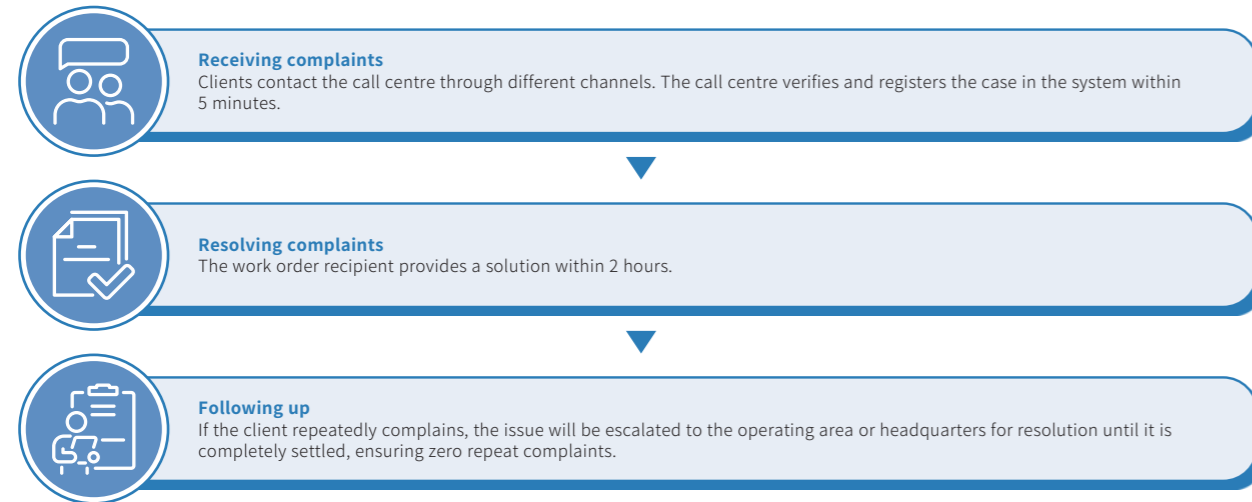 Receiving complaints
Clients contact the call centre through different channels. The call centre verifies and registers the case in the system within
5 minutes.
Resolving complaints
The work order recipient provides a solution within 2 hours.
Following up
If the client repeatedly complains, the issue will be escalated to the operating area or headquarters for resolution until it is
completely settled, ensuring zero repeat complaints.